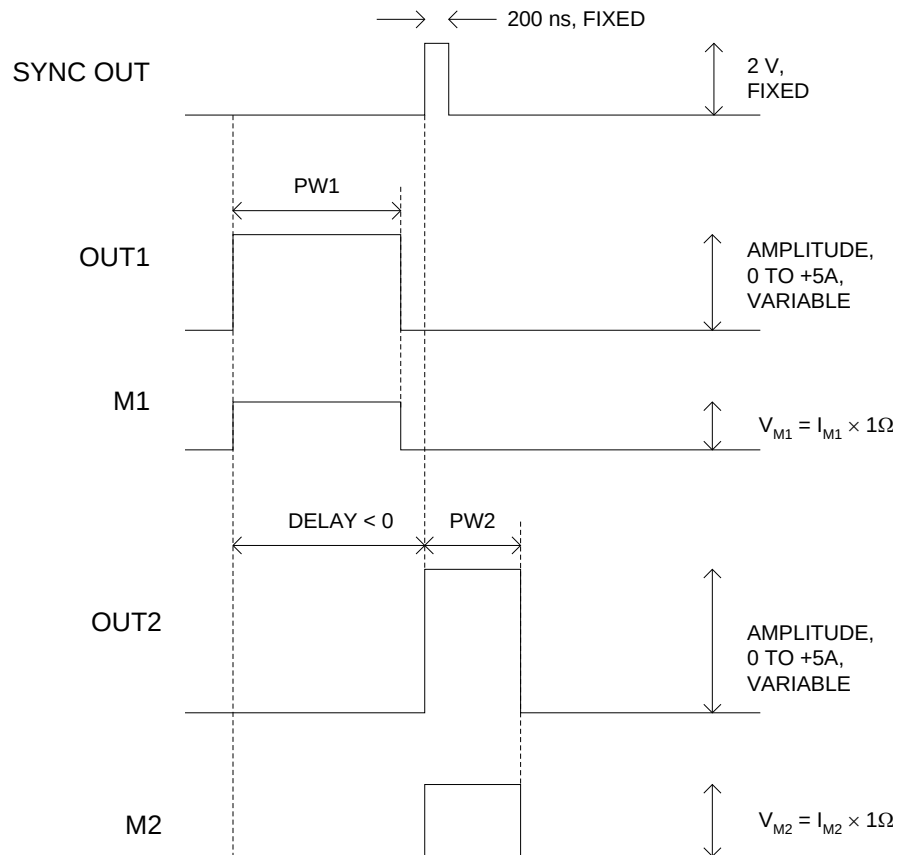 200 ns, FIXED
SYNC OUT
2 V,
FIXED
PW1
OUT1
AMPLITUDE,
0 TO +5A,
VARIABLE
M1
V_M1 = I_M1 × 1Ω
DELAY < 0
PW2
OUT2
AMPLITUDE,
0 TO +5A,
VARIABLE
M2
V_M2 = I_M2 × 1Ω